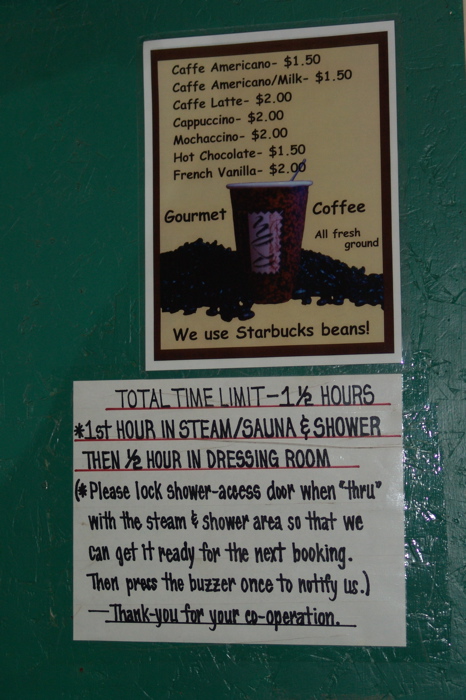 Caffe Americano- $1.50
Caffe Americano/Milk- $1.50
Caffe Latte- $2.00
Cappuccino- $2.00
Mochaccino- $2.00
Hot Chocolate- $1.50
French Vanilla- $2.00
Gourmet Coffee
All fresh
ground
We use Starbucks beans!
TOTAL TIME LIMIT-1 ½ HOURS
*1st HOUR IN STEAM/SAUNA & SHOWER
THEN ½ HOUR IN DRESSING ROOM
(*Please lock shower-access door when "thru"
with the steam & shower area so that we
can get it ready for the next booking.
Then press the buzzer once to notify us.)
—Thank-you for your co-operation.